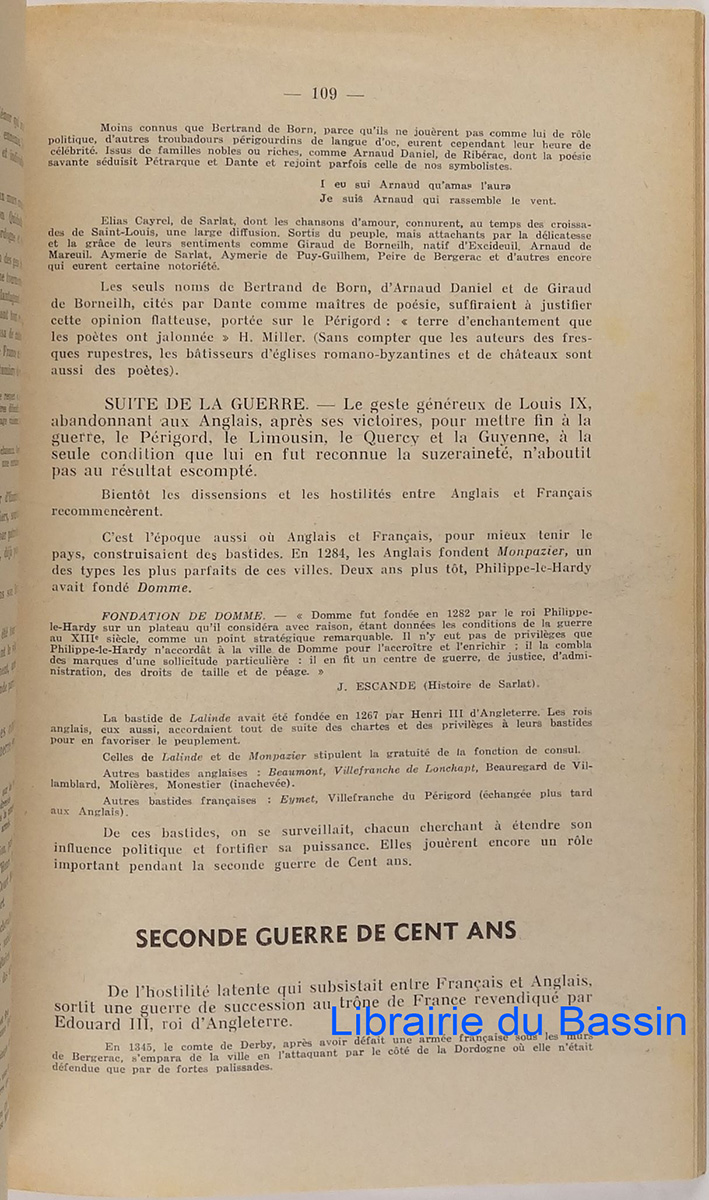 — 109 —
Moins connus que Bertrand de Born, parce qu'ils ne jouèrent pas comme lui de rôle
politique, d'autres troubadours périgourdins de langue d'oc, eurent cependant leur heure de
célébrité. Issus de familles nobles ou riches, comme Arnaud Daniel, de Ribérac, dont la poésie
savante séduisit Pétrarque et Dante et rejoint parfois celle de nos symbolistes.
I eu sui Arnaud qu'amas l'aura
Je suis Arnaud qui rassemble le vent.
Elias Cayrel, de Sarlat, dont les chansons d'amour, connurent, au temps des croissa-
des de Saint-Louis, une large diffusion. Sortis du peuple, mais attachants par la délicatesse
et la grâce de leurs sentiments comme Giraud de Borneilh, natif d'Excideuil, Arnaud de
Mareuil. Aymerie de Sarlat, Aymerie de Puy-Guilhem, Peire de Bergerac et d'autres encore
qui eurent certaine notoriété.
Les seuls noms de Bertrand de Born, d'Arnaud Daniel et de Giraud
de Borneilh, cités par Dante comme maîtres de poésie, suffiraient à justifier
cette opinion flatteuse, portée sur le Périgord : « terre d'enchantement que
les poètes ont jalonnée » H. Miller. (Sans compter que les auteurs des fres-
ques rupestres, les bâtisseurs d'églises romano-byzantines et de châteaux sont
aussi des poètes).
SUITE DE LA GUERRE. — Le geste généreux de Louis IX,
abandonnant aux Anglais, après ses victoires, pour mettre fin à la
guerre, le Périgord, le Limousin, le Quercy et la Guyenne, à la
seule condition que lui en fut reconnue la suzeraineté, n'aboutit
pas au résultat escompté.
Bientôt les dissensions et les hostilités entre Anglais et Français
recommencèrent.
C'est l'époque aussi où Anglais et Français, pour mieux tenir le
pays, construisaient des bastides. En 1284, les Anglais fondent Monpazier, un
des types les plus parfaits de ces villes. Deux ans plus tôt, Philippe-le-Hardy
avait fondé Domme.
FONDATION DE DOMME. — « Domme fut fondée en 1282 par le roi Philippe-
le-Hardy sur un plateau qu'il considéra avec raison, étant données les conditions de la guerre
au XIIIe siècle, comme un point stratégique remarquable. Il n'y eut pas de privilèges que
Philippe-le-Hardy n'accordât à la ville de Domme pour l'accroître et l'enrichir ; il la combla
des marques d'une sollicitude particulière : il en fit un centre de guerre, de justice, d'admi-
nistration, des droits de taille et de péage. »
J. ESCANDE (Histoire de Sarlat).
La bastide de Lalinde avait été fondée en 1267 par Henri III d'Angleterre. Les rois
anglais, eux aussi, accordaient tout de suite des chartes et des privilèges à leurs bastides
pour en favoriser le peuplement.
Celles de Lalinde et de Monpazier stipulent la gratuité de la fonction de consul.
Autres bastides anglaises : Beaumont, Villefranche de Lonchapt, Beauregard de Vil-
lamblard, Molières, Monestier (inachevée).
Autres bastides françaises : Eymet, Villefranche du Périgord (échangée plus tard
aux Anglais).
De ces bastides, on se surveillait, chacun cherchant à étendre son
influence politique et fortifier sa puissance. Elles jouèrent encore un rôle
important pendant la seconde guerre de Cent ans.
SECONDE GUERRE DE CENT ANS
De l'hostilité latente qui subsistait entre Français et Anglais,
sortit une guerre de succession au trône de France revendiqué par
Edouard III, roi d'Angleterre.
Librairie du Bassin
En 1345, le comte de Derby, après avoir défait une armée française sous les murs
de Bergerac, s'empara de la ville en l'attaquant par le côté de la Dordogne où elle n'était
défendue que par de fortes palissades.